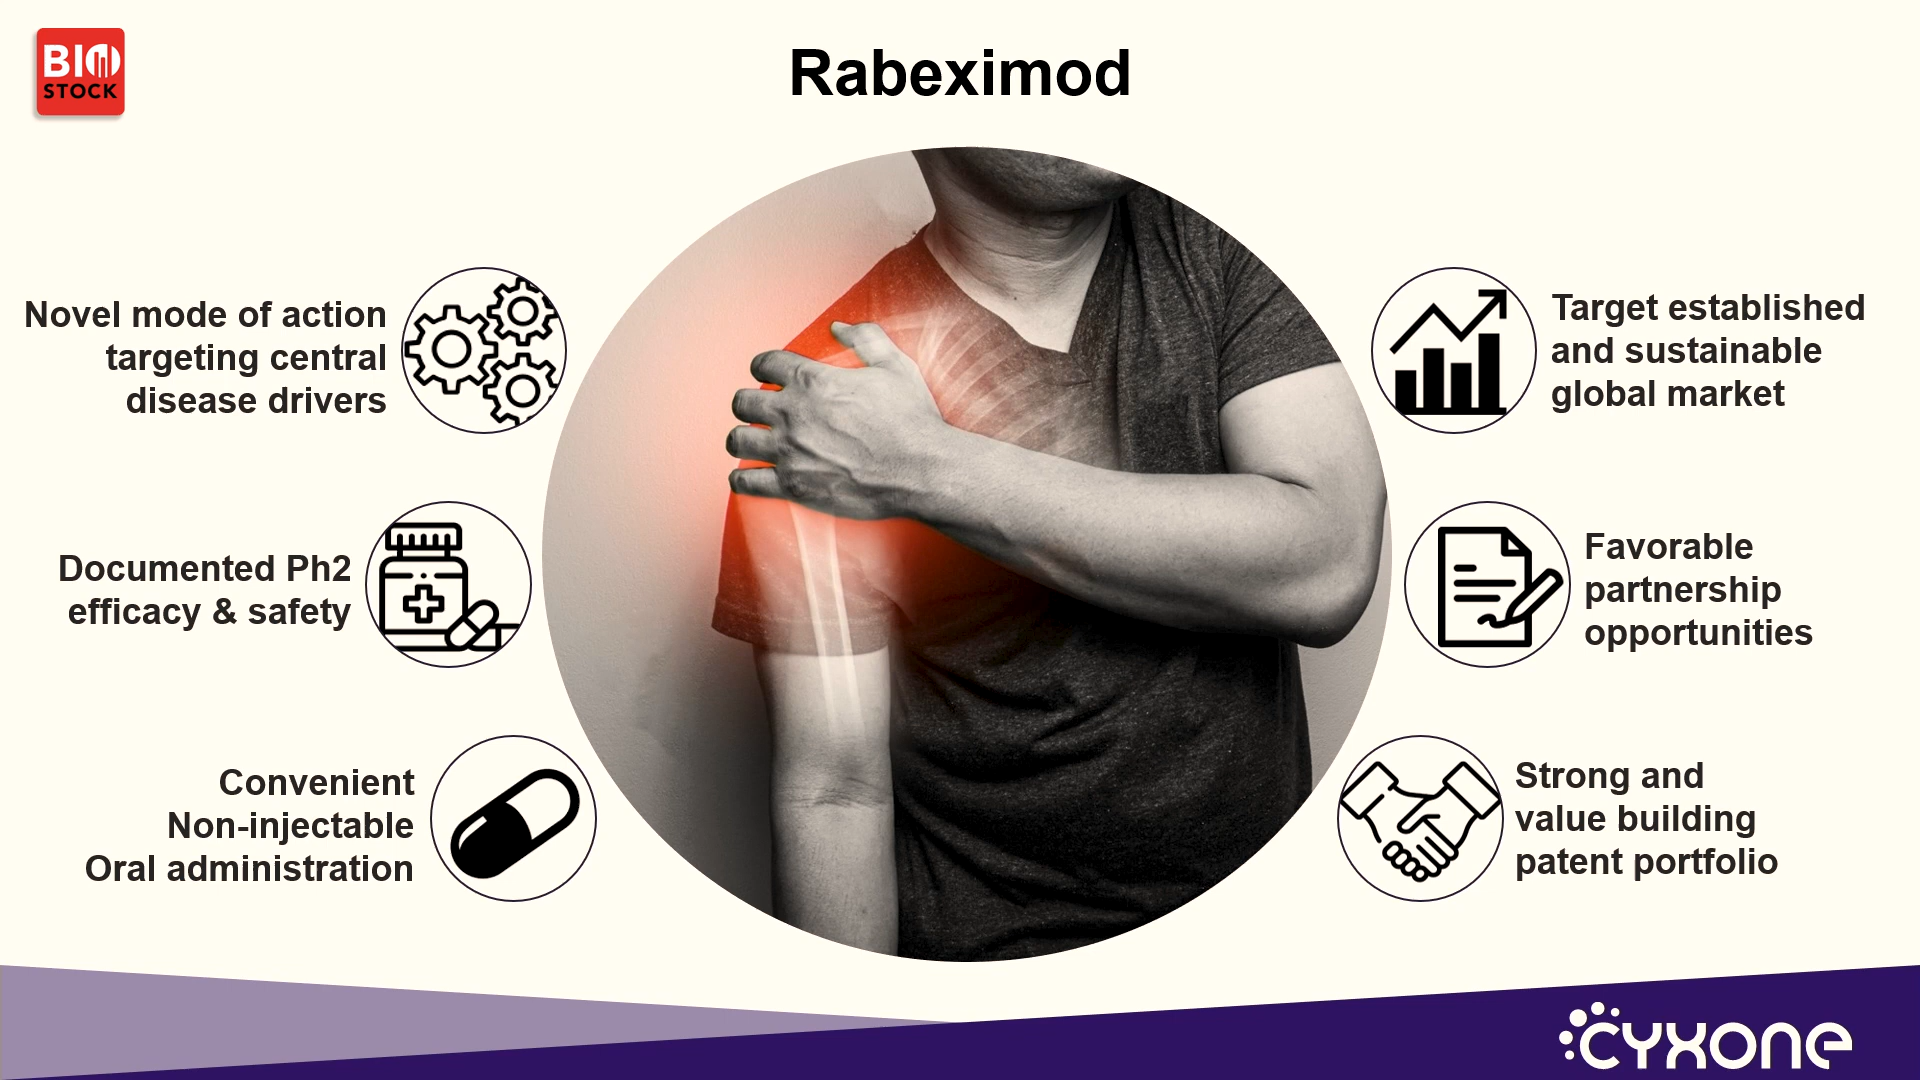 BIO
STOCK
Rabeximod
Novel mode of action
targeting central
disease drivers
Documented Ph2
efficacy & safety
Convenient
Non-injectable
Oral administration
Target established
and sustainable
global market
Favorable
partnership
opportunities
Strong and
value building
patent portfolio
cyxone